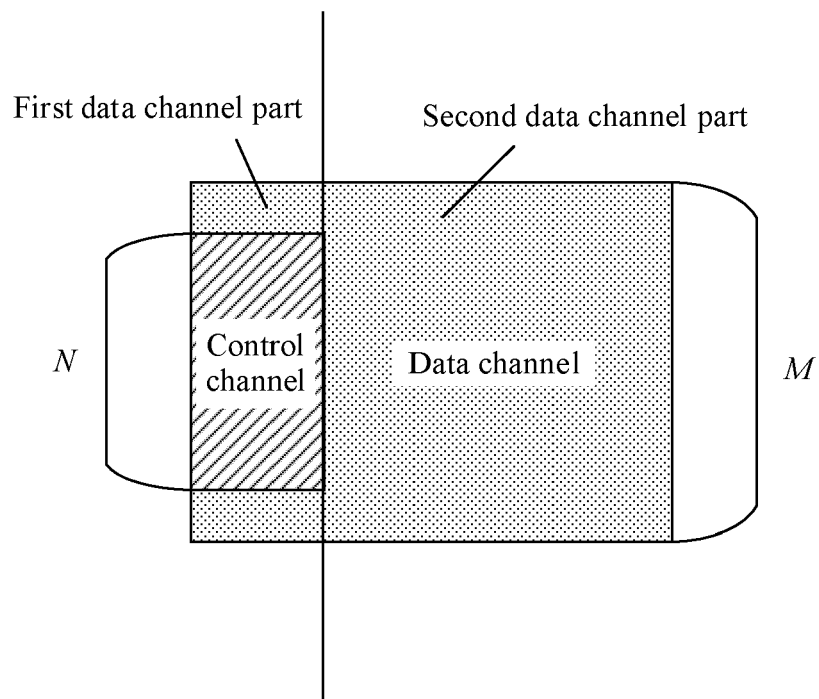 First data channel part
Second data channel part
N
Control
channel
Data channel
M